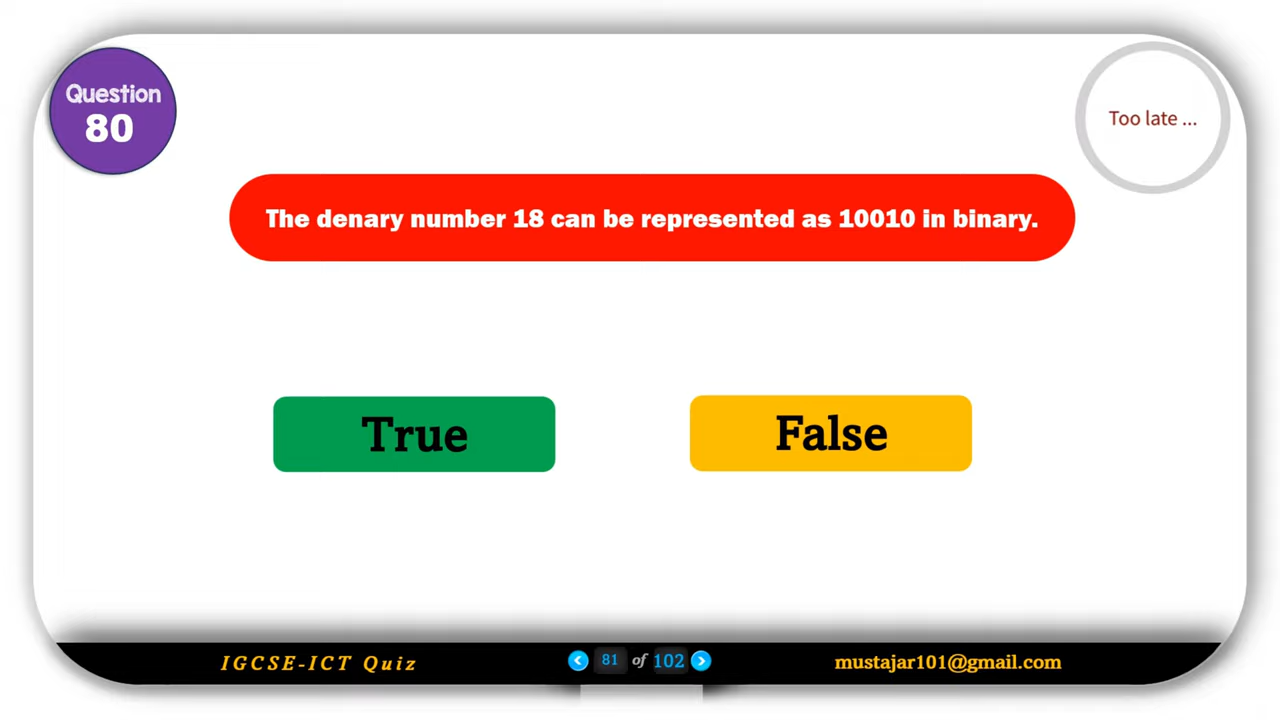 Question
80
Too late ...
The denary number 18 can be represented as 10010 in binary.
True
False
IGCSE-ICT Quiz
81 of 102
mustajar101@gmail.com